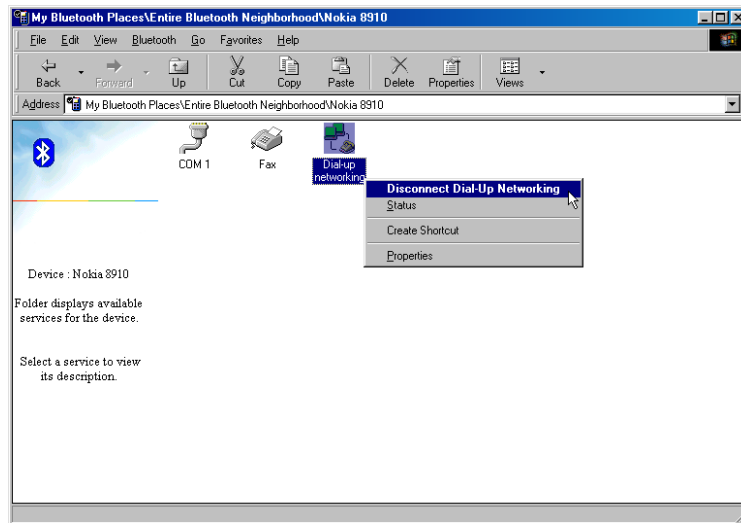 My Bluetooth Places\Entire Bluetooth Neighborhood\Nokia 8910
File Edit View Bluetooth Go Favorites Help
Back Forward Up Cut Copy Paste Delete Properties Views
Address My Bluetooth Places\Entire Bluetooth Neighborhood\Nokia 8910
COM 1 Fax Dial-up
networking
Disconnect Dial-Up Networking
Status
Create Shortcut
Properties
Device : Nokia 8910
Folder displays available
services for the device.
Select a service to view
its description.